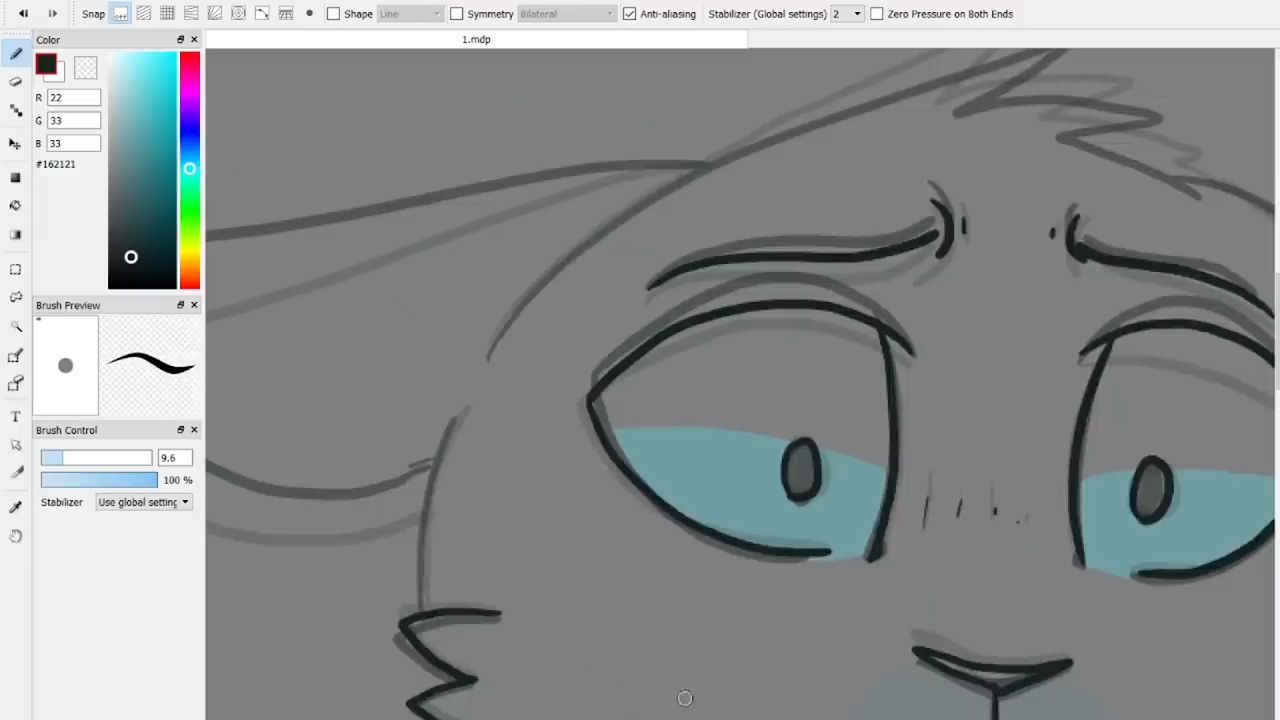 Snap off Shape Line Symmetry Bilateral Anti-aliasing Stabilizer (Global settings) 2 Zero Pressure on Both Ends
Color
1.mdp
R 22
G 33
B 33
#162121
Brush Preview
Brush Control
9.6
100 %
Stabilizer Use global setting
T